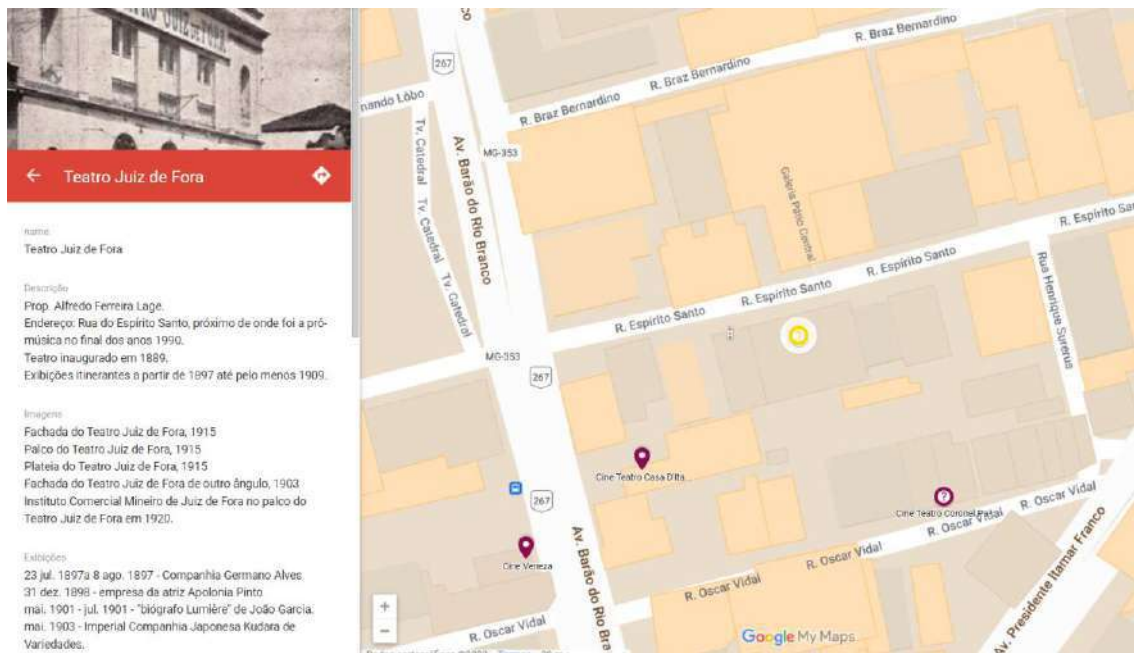 JUIZ DE FORA
Teatro Juiz de Fora
name
Teatro Juiz de Fora
Descrição
Prop. Alfredo Ferreira Lage.
Endereço: Rua do Espírito Santo, próximo de onde foi a pró-
música no final dos anos 1990.
Teatro inaugurado em 1889.
Exibições itinerantes a partir de 1897 até pelo menos 1909.
Imagens
Fachada do Teatro Juiz de Fora, 1915
Palco do Teatro Juiz de Fora, 1915
Plateia do Teatro Juiz de Fora, 1915
Fachada do Teatro Juiz de Fora de outro ângulo, 1903
Instituto Comercial Mineiro de Juiz de Fora no palco do
Teatro Juiz de Fora em 1920.
Exibições
23 jul. 1897a 8 ago. 1897 - Companhia Germano Alves
31 dez. 1898 - empresa da atriz Apolonia Pinto
mai. 1901 - jul. 1901 - "biógrafo Lumière" de João Garcia.
mai. 1903 - Imperial Companhia Japonesa Kudara de
Variedades.
R. Braz Bernardino
R. Braz Bernardino
R. Braz Bernardino
267
nando Lôbo
MG-353
Tv. Catedral
Tv. Catedral
Tv. Catedral
Av. Barão do Rio Branco
Galeria Pátio Central
R. Espírito Sa
R. Espírito Santo
R. Espírito Santo
R. Espírito Santo
Rua Henrique Surerus
MG-353
267
Cine Teatro Casa D'Ita...
267
Cine Teatro Coronel
R. Oscar Vidal
R. Oscar Vidal
R. Oscar Vidal
R. Oscar Vidal
R. Oscar Vidal
Cine Veneza
Av. Barão do Rio Bra
Av. Presidente Itamar Franco
Google My Maps